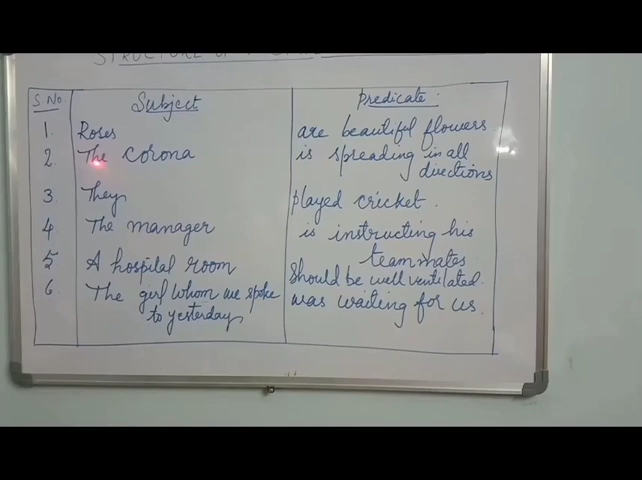 STRUCTURE OF
S.No. Subject Predicate:
1. Roses are beautiful flowers
2. The corona is spreading in all
directions
3. They played cricket.
4 The manager is instructing his
teammates
5 A hospital room should be well ventilated.
6. The girl whom we spoke was waiting for us.
to yesterday